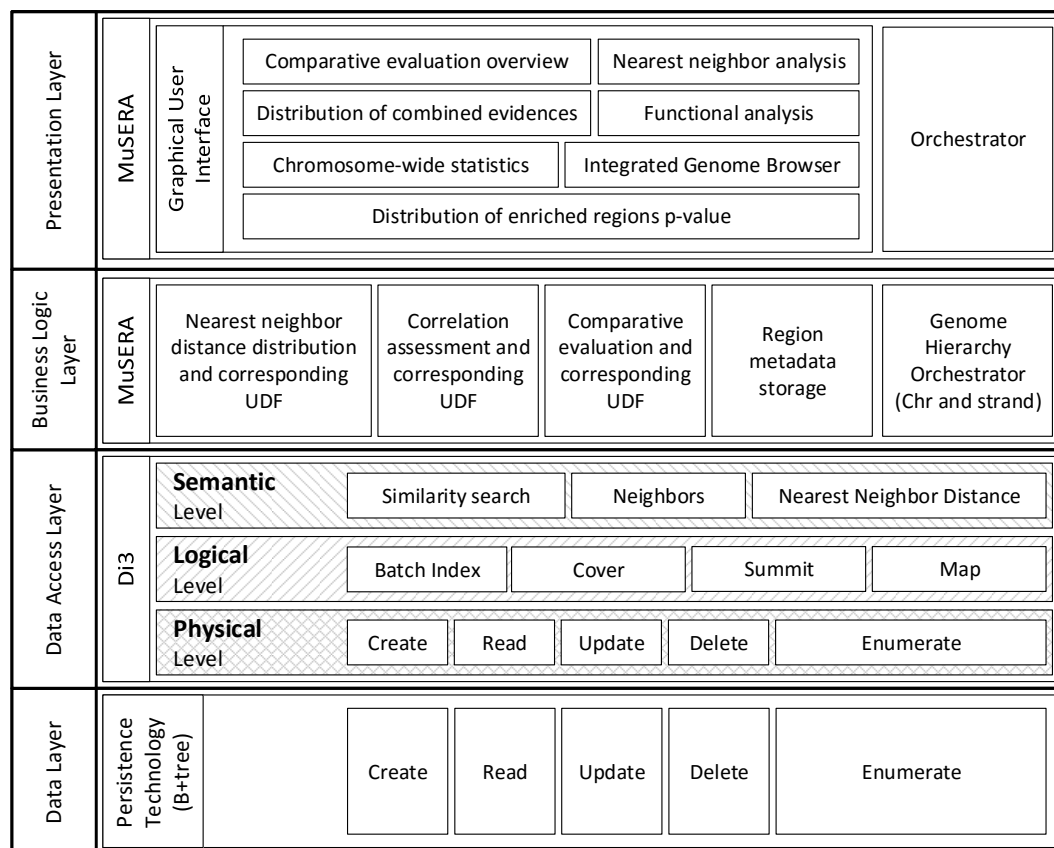 Presentation Layer
MuSERA
Graphical User
Interface
Comparative evaluation overview
Nearest neighbor analysis
Distribution of combined evidences
Functional analysis
Chromosome-wide statistics
Integrated Genome Browser
Distribution of enriched regions p-value
Orchestrator
Business Logic
Layer
MuSERA
Nearest neighbor
distance distribution
and corresponding
UDF
Correlation
assessment and
corresponding
UDF
Comparative
evaluation and
corresponding
UDF
Region
metadata
storage
Genome
Hierarchy
Orchestrator
(Chr and strand)
Data Access Layer
Di3
Semantic
Level
Similarity search
Neighbors
Nearest Neighbor Distance
Logical
Level
Batch Index
Cover
Summit
Map
Physical
Level
Create
Read
Update
Delete
Enumerate
Data Layer
Persistence
Technology
(B+tree)
Create
Read
Update
Delete
Enumerate